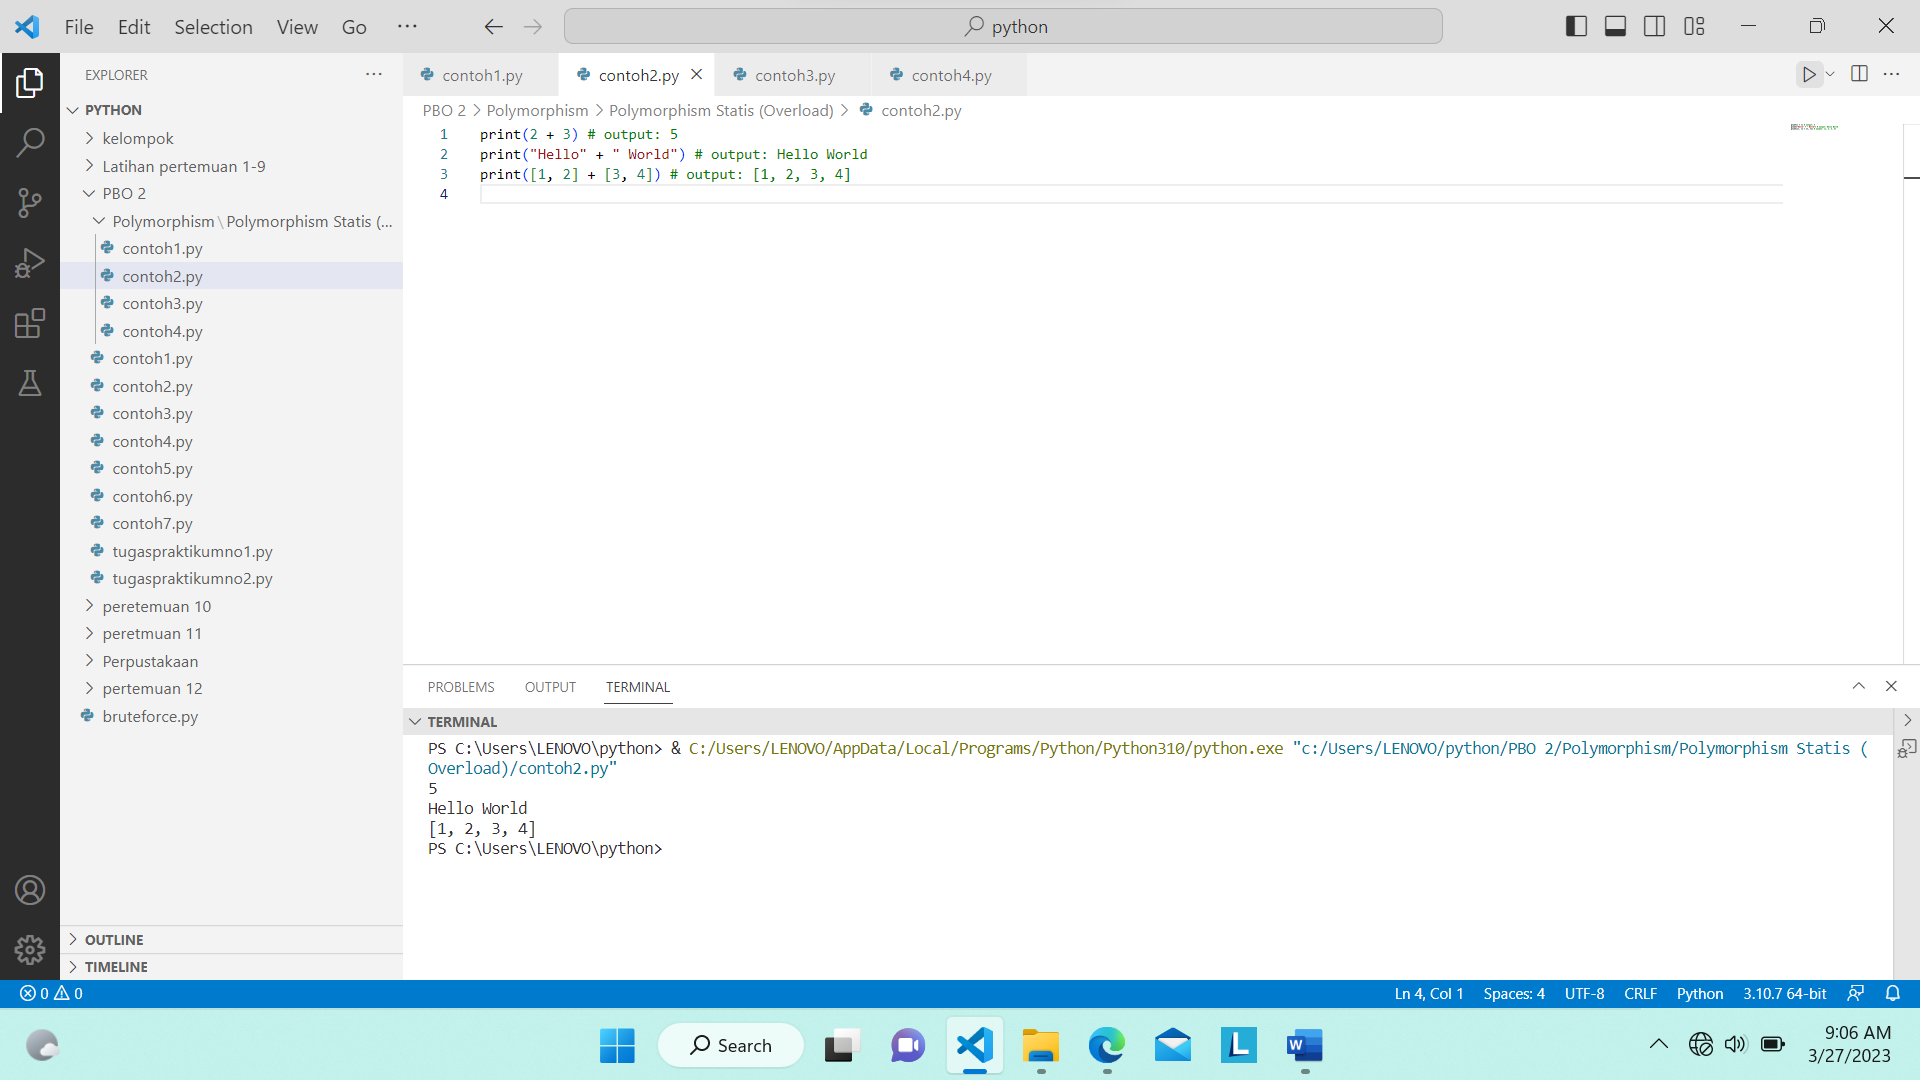 File Edit Selection View Go ··· python
EXPLORER ···
PYTHON
kelompok
Latihan pertemuan 1-9
PBO 2
Polymorphism\Polymorphism Statis (...
contoh1.py
contoh2.py
contoh3.py
contoh4.py
contoh1.py
contoh2.py
contoh3.py
contoh4.py
contoh5.py
contoh6.py
contoh7.py
tugaspraktikumno1.py
tugaspraktikumno2.py
peretemuan 10
peretmuan 11
Perpustakaan
pertemuan 12
bruteforce.py
OUTLINE
TIMELINE
contoh1.py contoh2.py contoh3.py contoh4.py
PBO 2 > Polymorphism > Polymorphism Statis (Overload) > contoh2.py
1 print(2 + 3) # output: 5
2 print("Hello" + " World") # output: Hello World
3 print([1, 2] + [3, 4]) # output: [1, 2, 3, 4]
4
PROBLEMS OUTPUT TERMINAL
TERMINAL
PS C:\Users\LENOVO\python> & C:/Users/LENOVO/AppData/Local/Programs/Python/Python310/python.exe "c:/Users/LENOVO/python/PBO 2/Polymorphism/Polymorphism Statis (
Overload)/contoh2.py"
5
Hello World
[1, 2, 3, 4]
PS C:\Users\LENOVO\python>
0 0 Ln 4, Col 1 Spaces: 4 UTF-8 CRLF Python 3.10.7 64-bit
Search
9:06 AM
3/27/2023